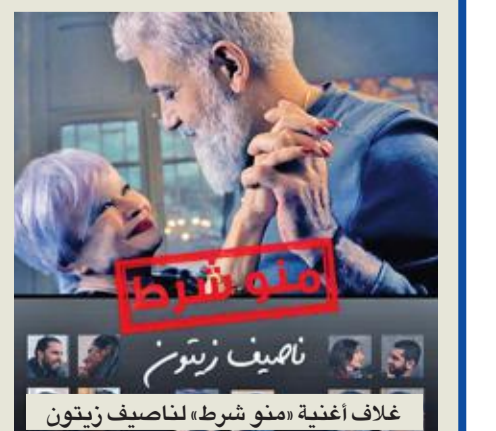 منو شرط
ناصيف زيتون
غلاف أغنية «منو شرط» لناصيف زيتون